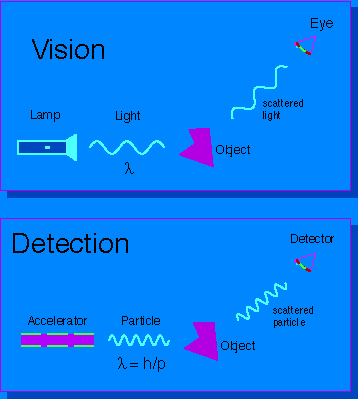 Vision
Eye
scattered
light
Lamp
Light
Object
λ
Detection
Detector
scattered
particle
Accelerator
Particle
Object
λ = h/p